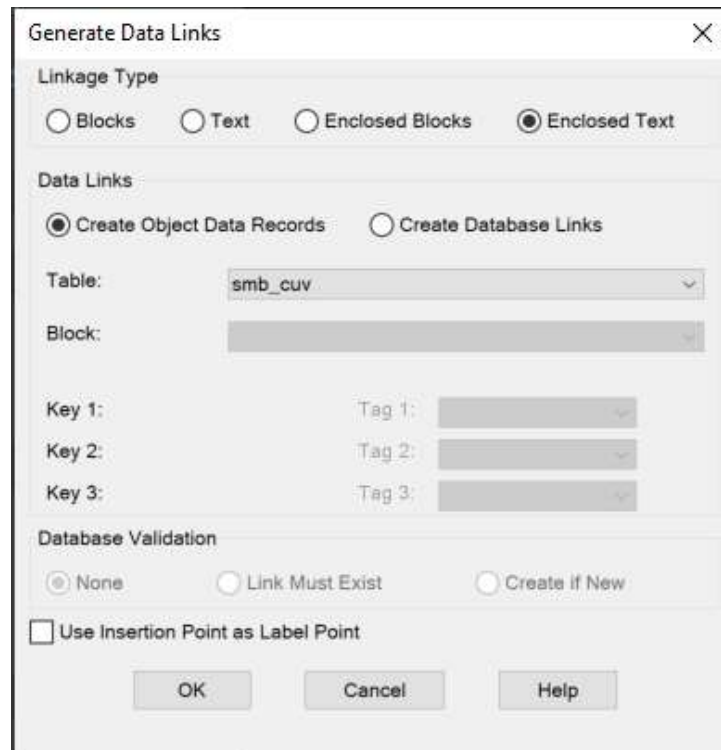 Generate Data Links
Linkage Type
Blocks Text Enclosed Blocks Enclosed Text
Data Links
Create Object Data Records Create Database Links
Table: smb_cuv
Block:
Key 1: Tag 1:
Key 2: Tag 2:
Key 3: Tag 3:
Database Validation
None Link Must Exist Create if New
Use Insertion Point as Label Point
OK Cancel Help